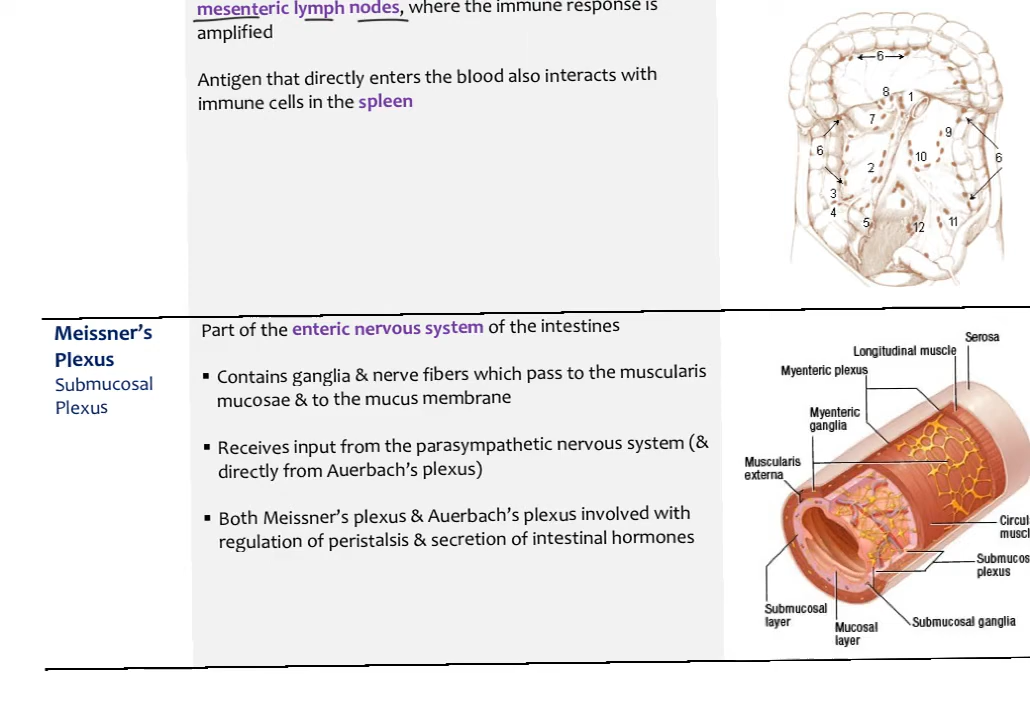 mesenteric lymph nodes, where the immune response is
amplified
Antigen that directly enters the blood also interacts with
immune cells in the spleen
6
8
1
7
9
6
10
6
2
3
4
5
12
11
Meissner's
Plexus
Submucosal
Plexus
Part of the enteric nervous system of the intestines
▪ Contains ganglia & nerve fibers which pass to the muscularis
mucosae & to the mucus membrane
▪ Receives input from the parasympathetic nervous system (&
directly from Auerbach's plexus)
▪ Both Meissner's plexus & Auerbach's plexus involved with
regulation of peristalsis & secretion of intestinal hormones
Serosa
Longitudinal muscle
Myenteric plexus
Myenteric
ganglia
Muscularis
externa
Circul
muscl
Submucos
plexus
Submucosal
layer
Mucosal
layer
Submucosal ganglia